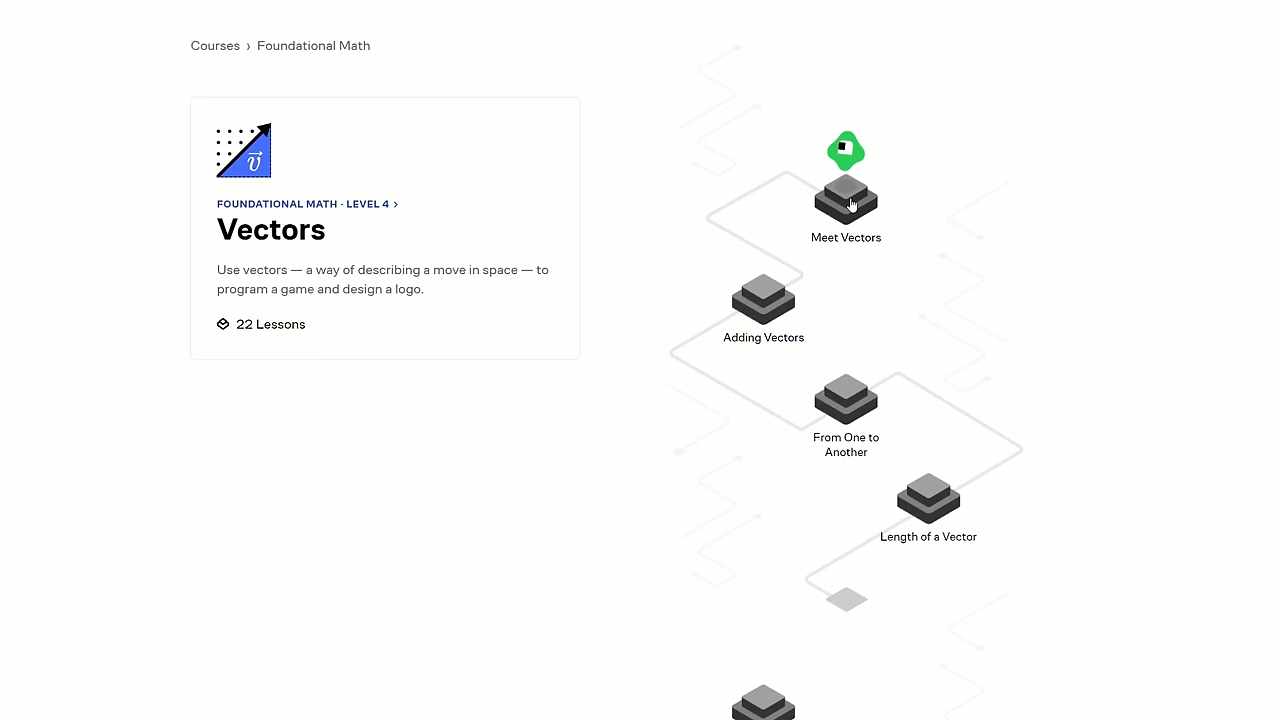 Courses › Foundational Math
v
FOUNDATIONAL MATH · LEVEL 4 ›
Vectors
Use vectors — a way of describing a move in space — to
program a game and design a logo.
22 Lessons
Meet Vectors
Adding Vectors
From One to
Another
Length of a Vector